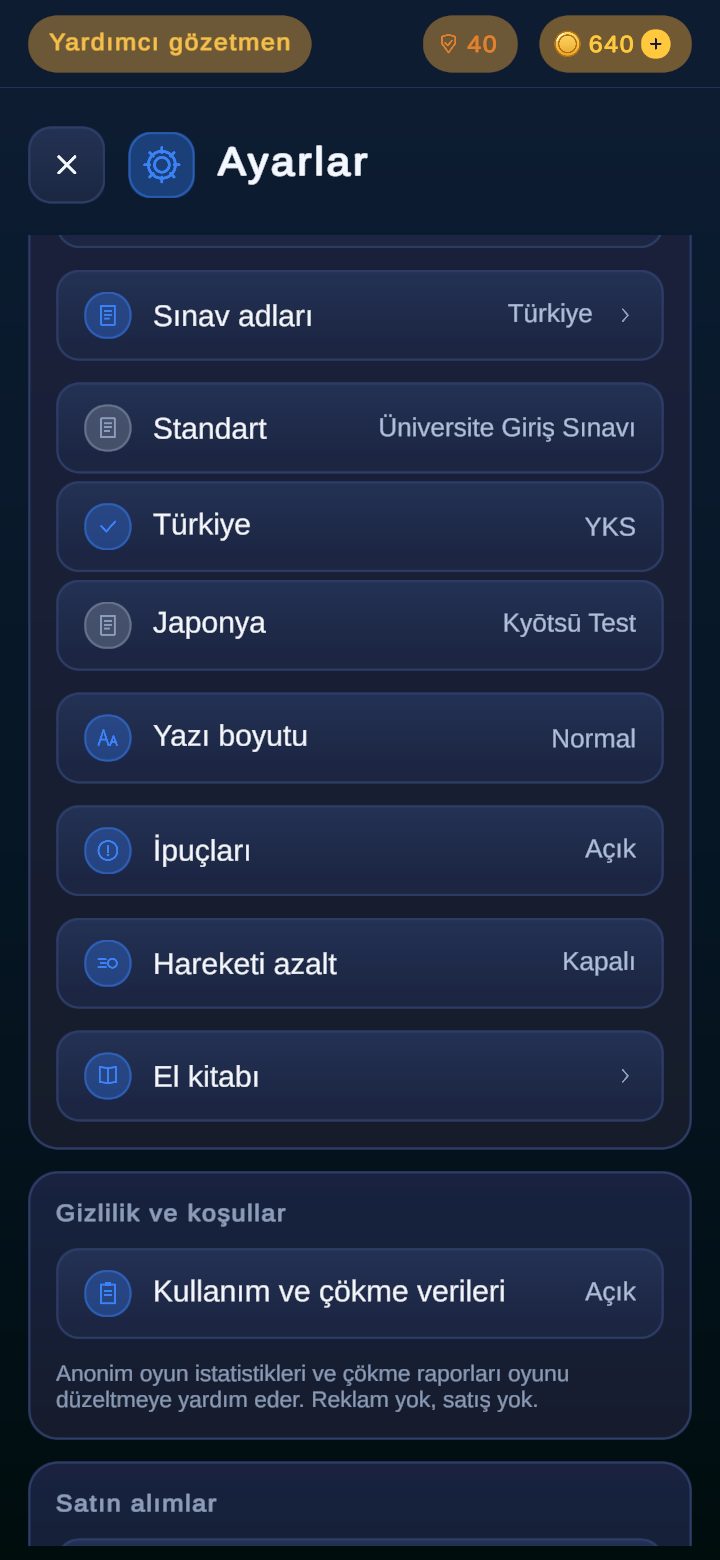 Yardımcı gözetmen
40
640
Ayarlar
Sınav adları
Türkiye
Standart
Üniversite Giriş Sınavı
Türkiye
YKS
Japonya
Kyōtsū Test
Yazı boyutu
Normal
İpuçları
Açık
Hareketi azalt
Kapalı
El kitabı
Gizlilik ve koşullar
Kullanım ve çökme verileri
Açık
Anonim oyun istatistikleri ve çökme raporları oyunu
düzeltmeye yardım eder. Reklam yok, satış yok.
Satın alımlar